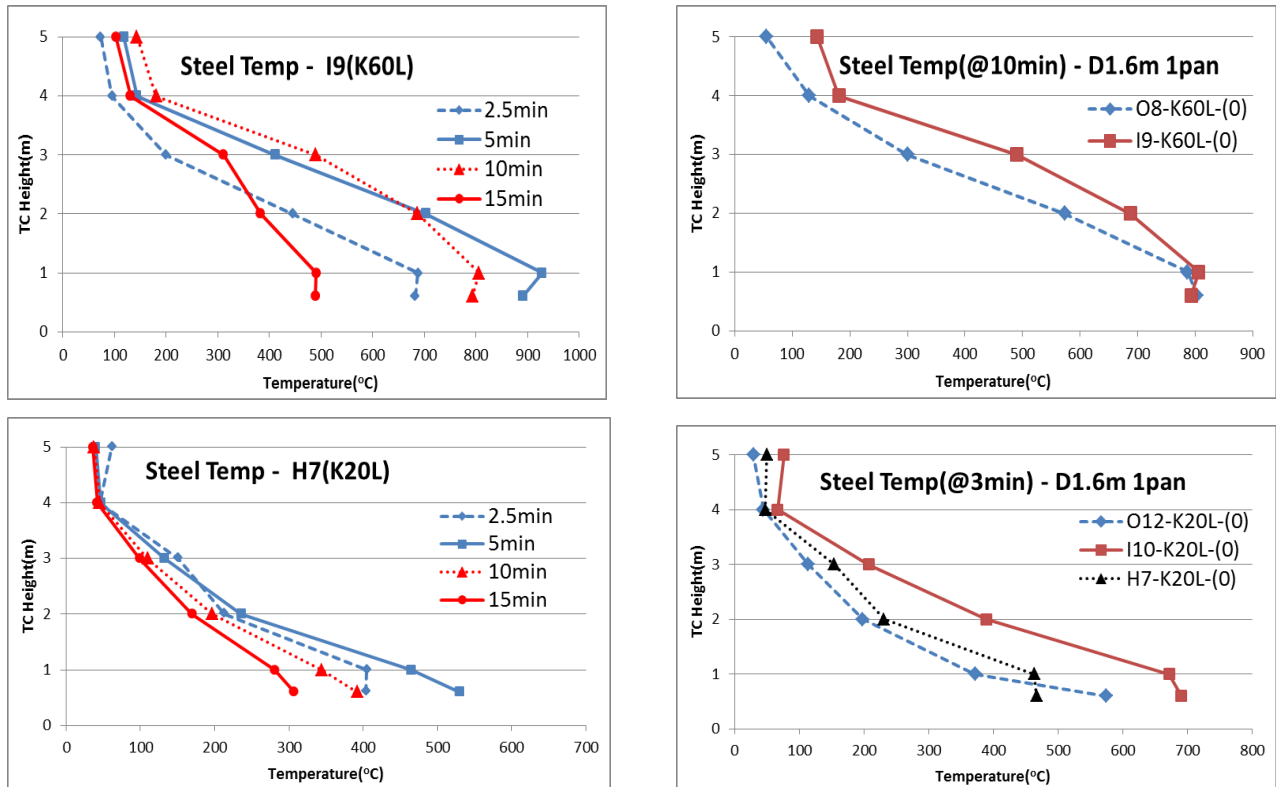 Steel Temp - I9(K60L)
TC Height(m)
5
4
3
2
1
0
0 100 200 300 400 500 600 700 800 900 1000
Temperature(°C)
2.5min
5min
10min
15min
Steel Temp(@10min) - D1.6m 1pan
TC Height(m)
5
4
3
2
1
0
0 100 200 300 400 500 600 700 800 900
Temperature(°C)
O8-K60L-(0)
I9-K60L-(0)
Steel Temp - H7(K20L)
TC Height(m)
5
4
3
2
1
0
0 100 200 300 400 500 600 700
Temperature(°C)
2.5min
5min
10min
15min
Steel Temp(@3min) - D1.6m 1pan
TC Height(m)
5
4
3
2
1
0
0 100 200 300 400 500 600 700 800
Temperature(°C)
O12-K20L-(0)
I10-K20L-(0)
H7-K20L-(0)